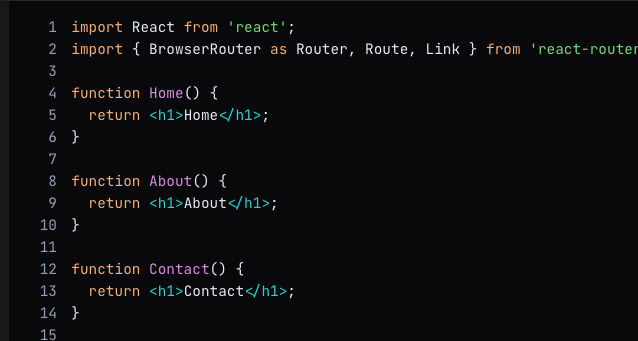 1 import React from 'react';
2 import { BrowserRouter as Router, Route, Link } from 'react-router
3
4 function Home() {
5   return <h1>Home</h1>;
6 }
7
8 function About() {
9   return <h1>About</h1>;
10 }
11
12 function Contact() {
13   return <h1>Contact</h1>;
14 }
15